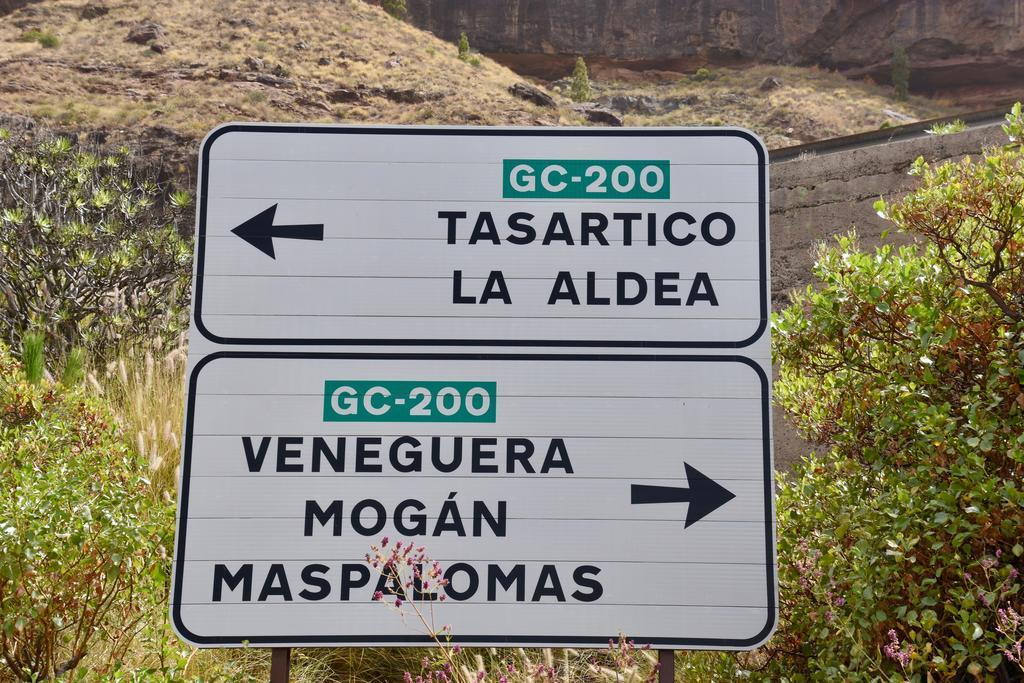 GC-200
TASARTICO
LA ALDEA
GC-200
VENEGUERA
MOGÁN
MASPALOMAS